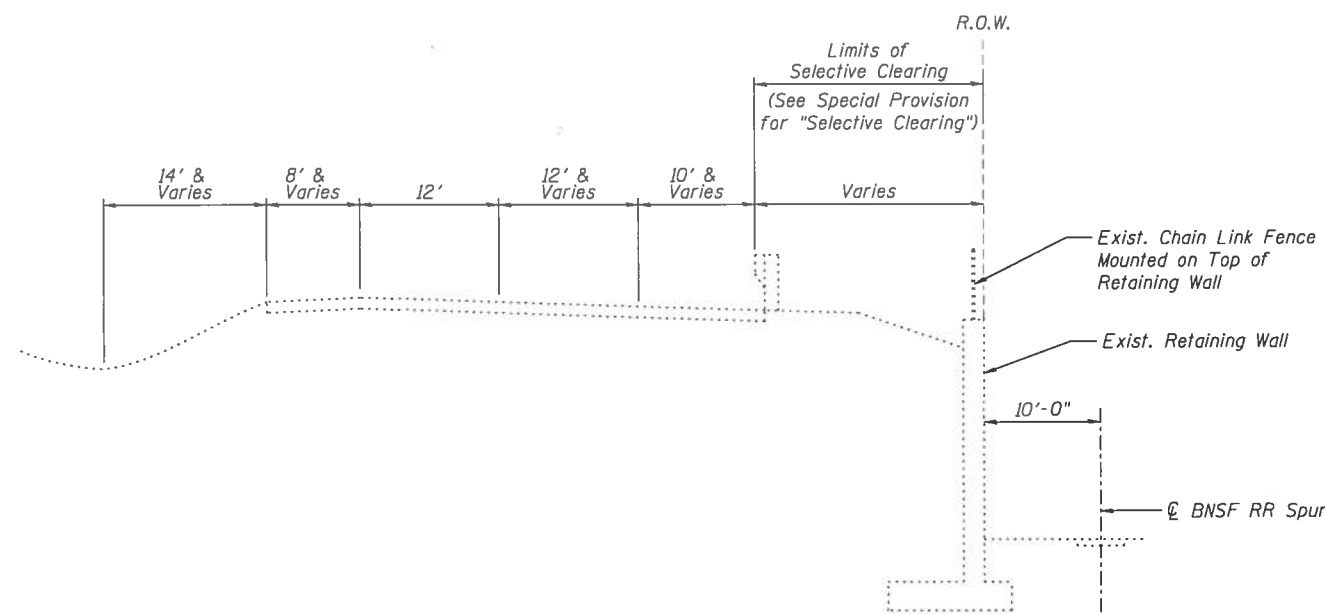 R.O.W.
Limits of
Selective Clearing
(See Special Provision
for "Selective Clearing")
14' &
Varies
8' &
Varies
12'
12' &
Varies
10' &
Varies
Varies
Exist. Chain Link Fence
Mounted on Top of
Retaining Wall
Exist. Retaining Wall
10'-0"
℄ BNSF RR Spur